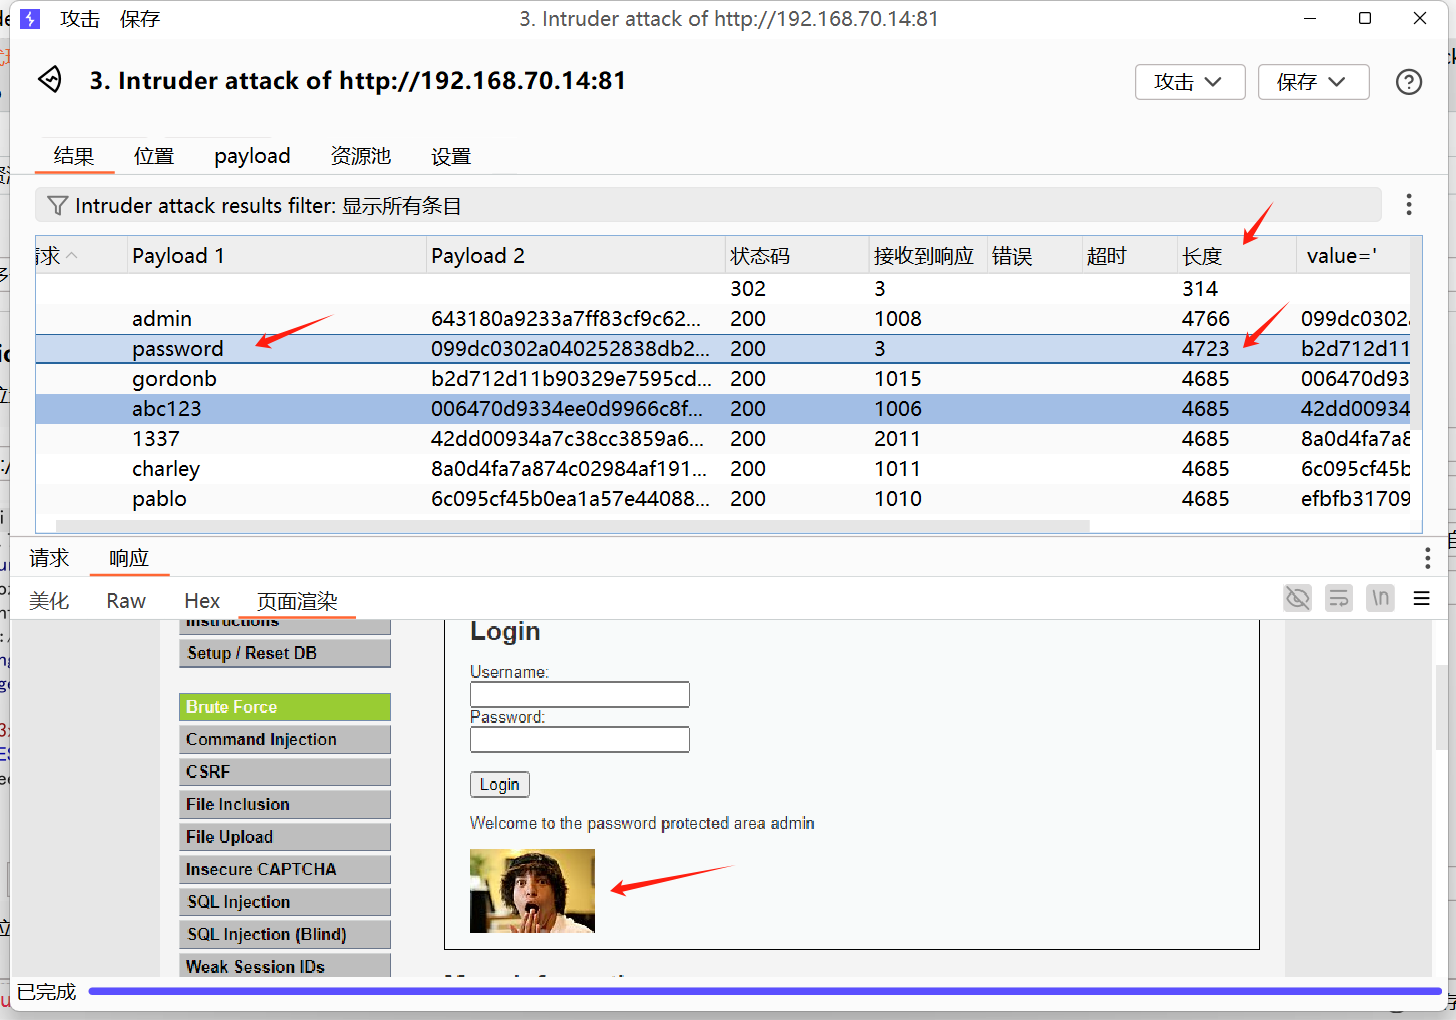 攻击 保存 3. Intruder attack of http://192.168.70.14:81
3. Intruder attack of http://192.168.70.14:81 攻击 保存
结果 位置 payload 资源池 设置
Intruder attack results filter: 显示所有条目
求 Payload 1 Payload 2 状态码 接收到响应 错误 超时 长度 value='
302 3 314
admin 643180a9233a7ff83cf9c62... 200 1008 4766 099dc0302
password 099dc0302a040252838db2... 200 3 4723 b2d712d11
gordonb b2d712d11b90329e7595cd... 200 1015 4685 006470d93
abc123 006470d9334ee0d9966c8f... 200 1006 4685 42dd00934
1337 42dd00934a7c38cc3859a6... 200 2011 4685 8a0d4fa7a8
charley 8a0d4fa7a874c02984af191... 200 1011 4685 6c095cf45b
pablo 6c095cf45b0ea1a57e44088... 200 1010 4685 efbfb31709
请求 响应
美化 Raw Hex 页面渲染 \n
Instructions
Setup / Reset DB
Brute Force
Command Injection
CSRF
File Inclusion
File Upload
Insecure CAPTCHA
SQL Injection
SQL Injection (Blind)
Weak Session IDs
Login
Username:
Password:
Login
Welcome to the password protected area admin
已完成